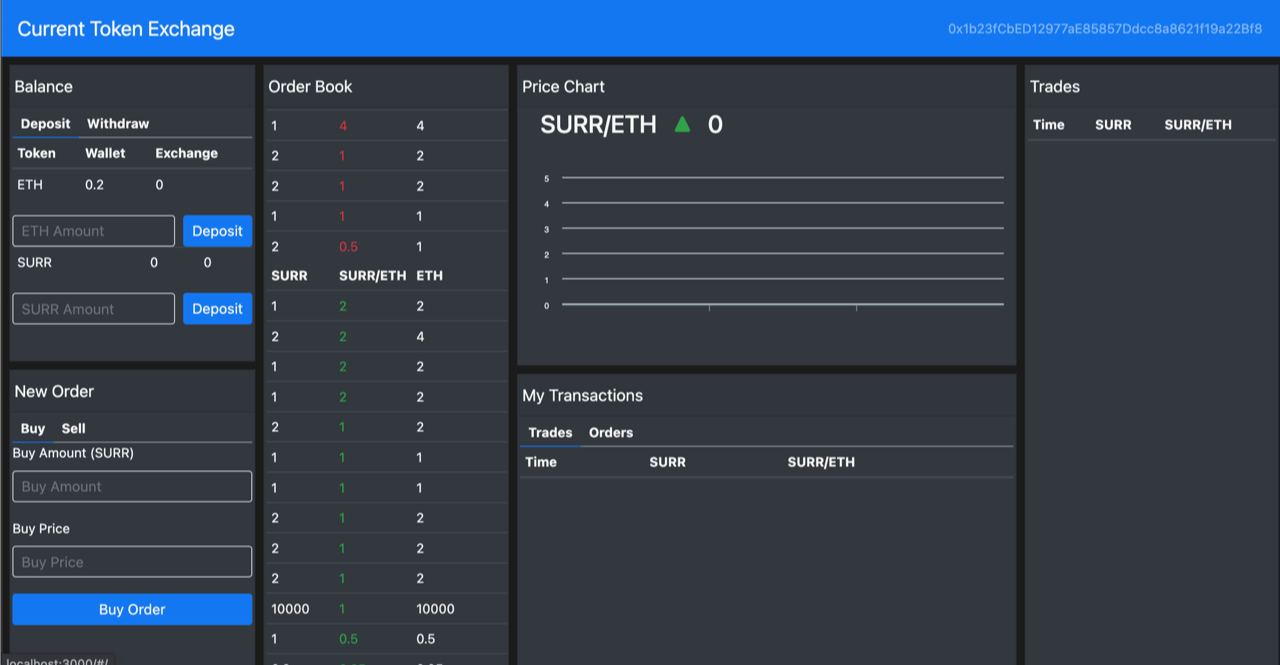 Current Token Exchange
0x1b23fCbED12977aE85857Ddcc8a8621f19a22Bf8
Balance
Deposit Withdraw
Token Wallet Exchange
ETH 0.2 0
ETH Amount Deposit
SURR 0 0
SURR Amount Deposit
New Order
Buy Sell
Buy Amount (SURR)
Buy Amount
Buy Price
Buy Price
Buy Order
localhost:3000/#/
Order Book
1 4 4
2 1 2
2 1 2
1 1 1
2 0.5 1
SURR SURR/ETH ETH
1 2 2
2 2 4
1 2 2
1 2 2
2 1 2
1 1 1
1 1 1
2 1 2
2 1 2
2 1 2
10000 1 10000
1 0.5 0.5
Price Chart
SURR/ETH ▲ 0
5
4
3
2
1
0
My Transactions
Trades Orders
Time SURR SURR/ETH
Trades
Time SURR SURR/ETH